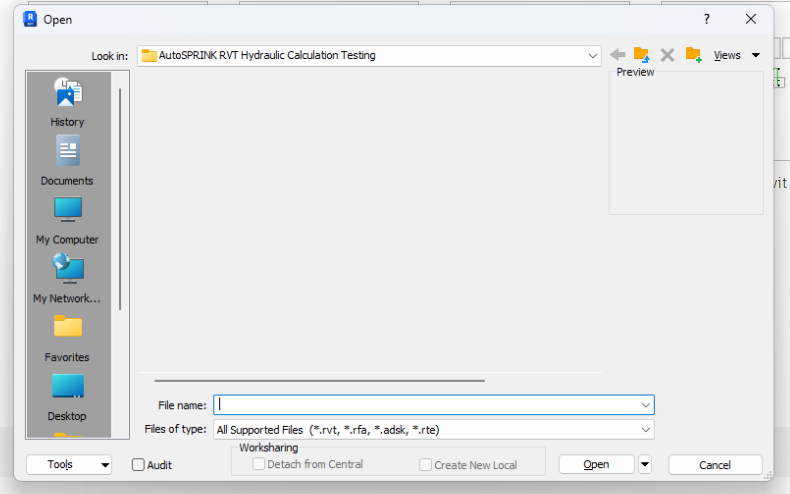 R
RVT
Open
?
Look in:
AutoSPRINK RVT Hydraulic Calculation Testing
Views
Preview
History
Documents
My Computer
My Network...
Favorites
Desktop
vit
File name:
Files of type:
All Supported Files (*.rvt, *.rfa, *.adsk, *.rte)
Worksharing
Tools
Audit
Detach from Central
Create New Local
Open
Cancel